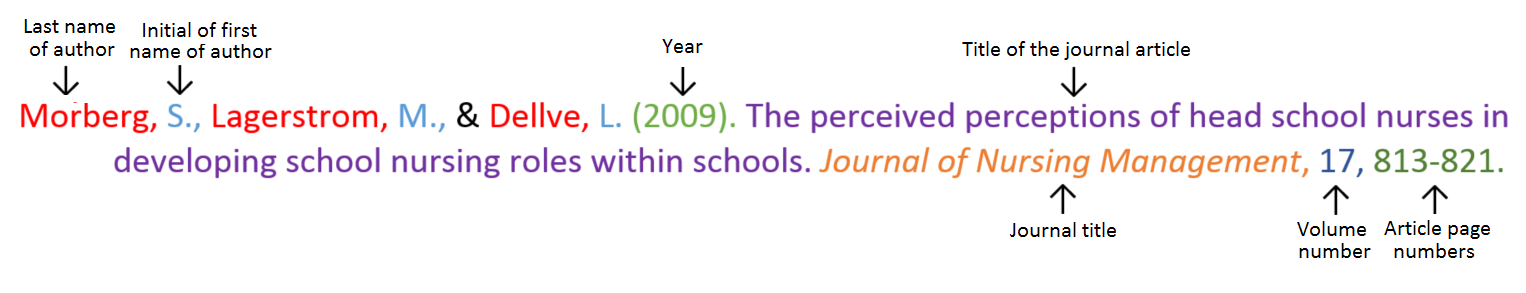 Last name
of author
Initial of first
name of author
Year
Title of the journal article
Morberg, S., Lagerstrom, M., & Dellve, L. (2009). The perceived perceptions of head school nurses in
developing school nursing roles within schools. Journal of Nursing Management, 17, 813-821.
Journal title
Volume
number
Article page
numbers